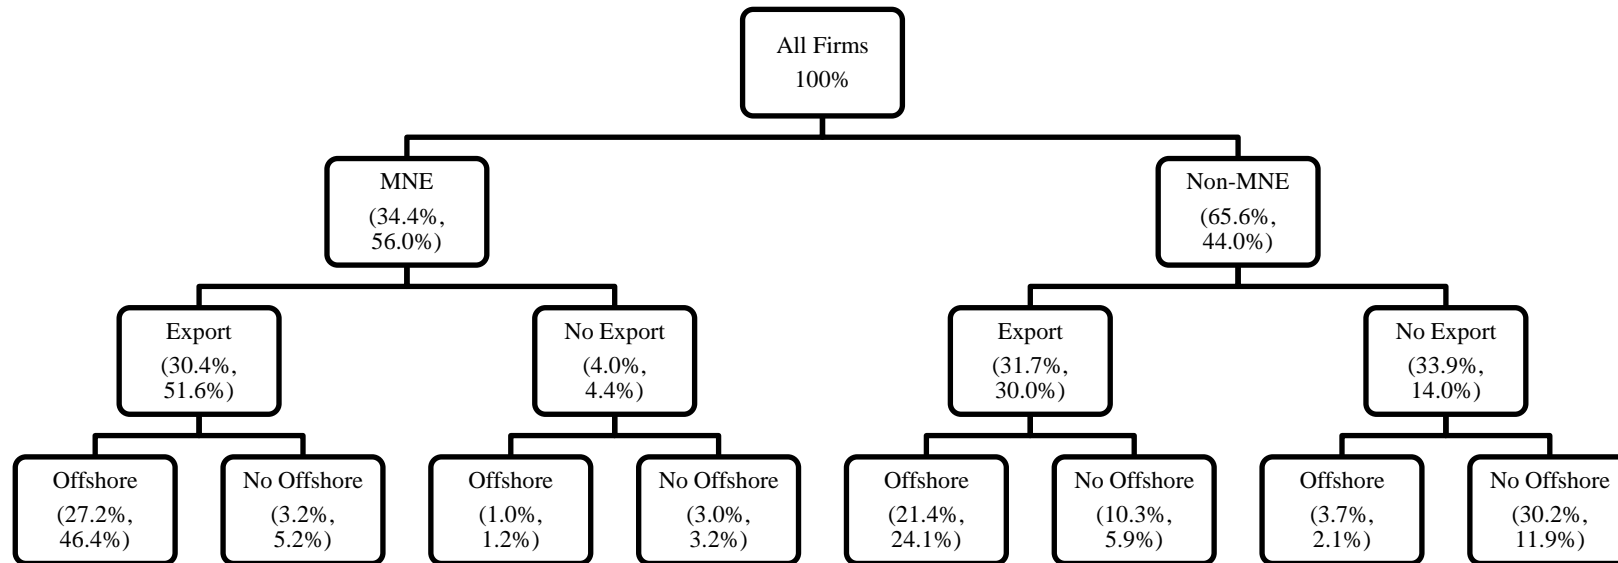 All Firms
100%
MNE
(34.4%,
56.0%)
Non-MNE
(65.6%,
44.0%)
Export
(30.4%,
51.6%)
No Export
(4.0%,
4.4%)
Export
(31.7%,
30.0%)
No Export
(33.9%,
14.0%)
Offshore
(27.2%,
46.4%)
No Offshore
(3.2%,
5.2%)
Offshore
(1.0%,
1.2%)
No Offshore
(3.0%,
3.2%)
Offshore
(21.4%,
24.1%)
No Offshore
(10.3%,
5.9%)
Offshore
(3.7%,
2.1%)
No Offshore
(30.2%,
11.9%)